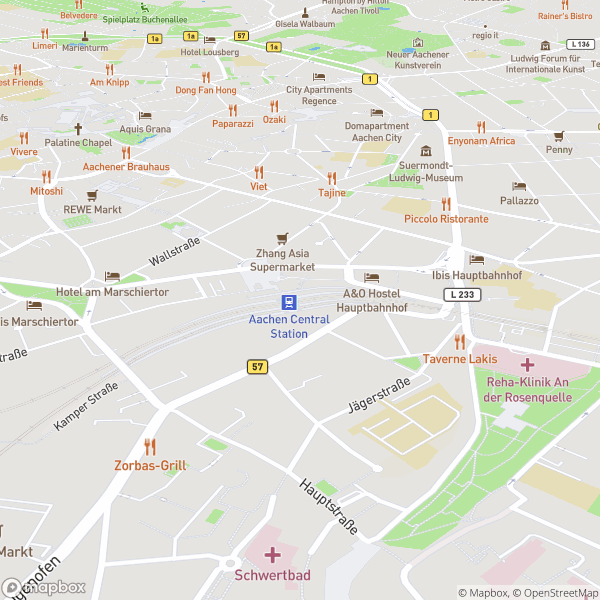 Spielplatz Buchenallee
Belvedere
Gisela Walbaum
Hampton by Hilton
Aachen Tivoli
Rainer's Bistro
Limeri
Marienturm
1a
1a
57
1a
Hotel Lousberg
regio it
L 136
Neuer Aachener
Kunstverein
Ludwig Forum für
Internationale Kunst
est Friends
Am Knipp
Dong Fan Hong
City Apartments
Regence
1
Paparazzi
Ozaki
1
Aquis Grana
Domapartment
Aachen City
Enyonam Africa
Penny
Vivere
Palatine Chapel
Aachener Brauhaus
Suermondt-
Ludwig-Museum
Mitoshi
Viet
Tajine
Pallazzo
REWE Markt
Piccolo Ristorante
Wallstraße
Zhang Asia
Supermarket
Hotel am Marschiertor
Ibis Hauptbahnhof
A&O Hostel
Hauptbahnhof
L 233
is Marschiertor
Aachen Central
Station
Taverne Lakis
straße
57
Reha-Klinik An
der Rosenquelle
Kamper Straße
Jägerstraße
Zorbas-Grill
Hauptstraße
Markt
Schwertbad
mapbox
© Mapbox, © OpenStreetMap